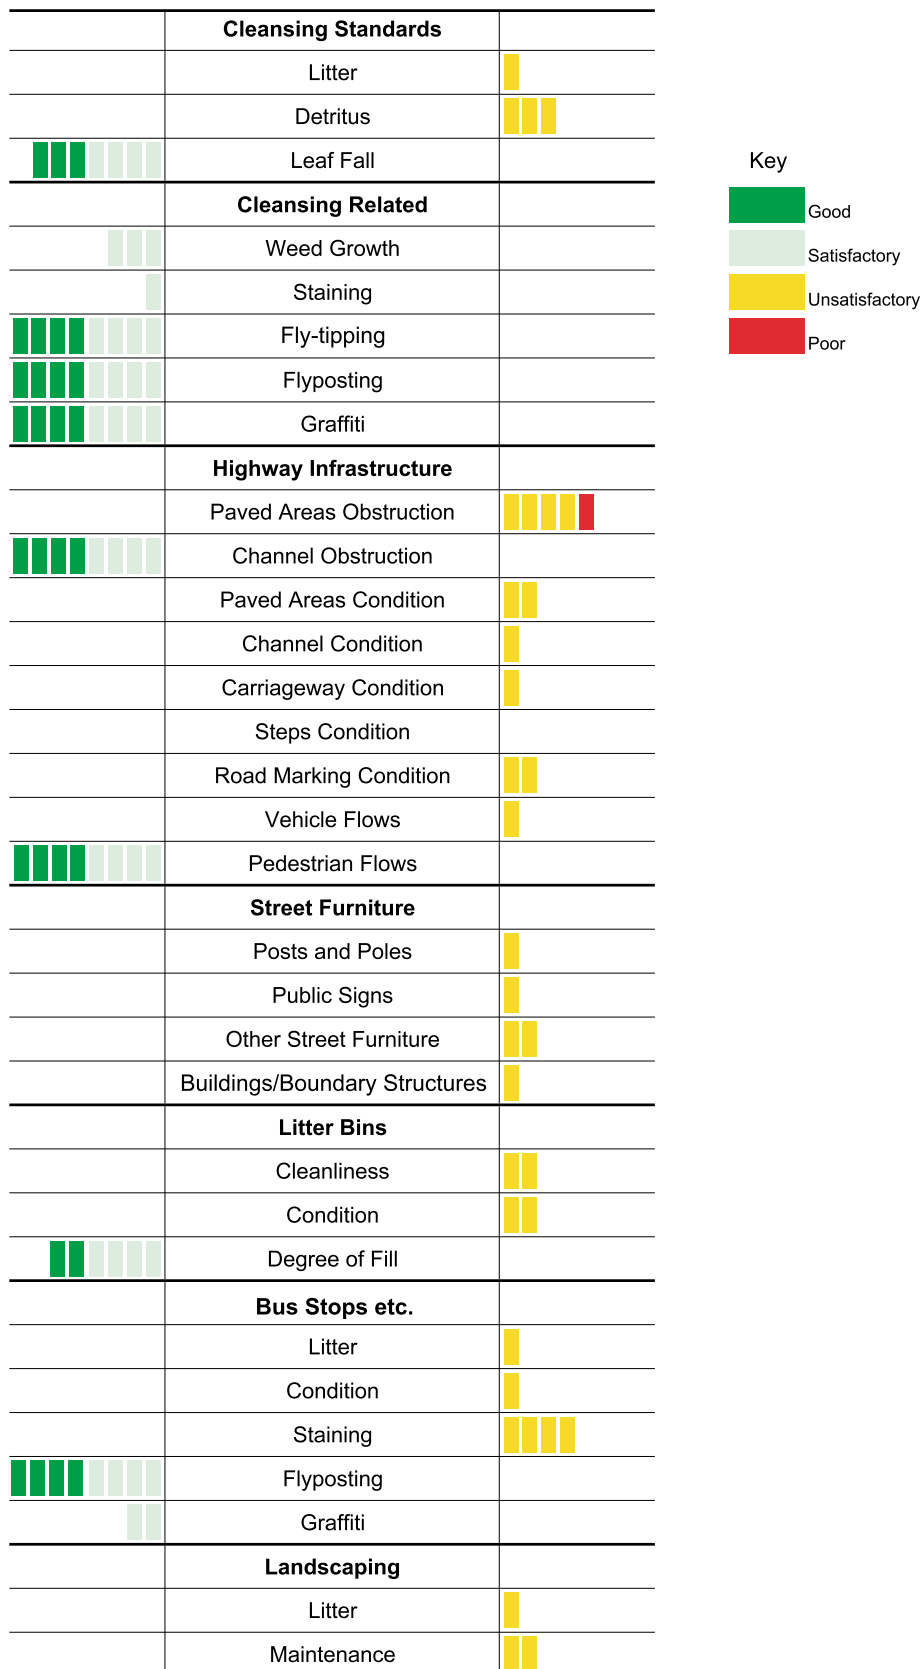 Cleansing Standards
Litter
Detritus
Leaf Fall
Cleansing Related
Weed Growth
Staining
Fly-tipping
Flyposting
Graffiti
Highway Infrastructure
Paved Areas Obstruction
Channel Obstruction
Paved Areas Condition
Channel Condition
Carriageway Condition
Steps Condition
Road Marking Condition
Vehicle Flows
Pedestrian Flows
Street Furniture
Posts and Poles
Public Signs
Other Street Furniture
Buildings/Boundary Structures
Litter Bins
Cleanliness
Condition
Degree of Fill
Bus Stops etc.
Litter
Condition
Staining
Flyposting
Graffiti
Landscaping
Litter
Maintenance
Key
Good
Satisfactory
Unsatisfactory
Poor